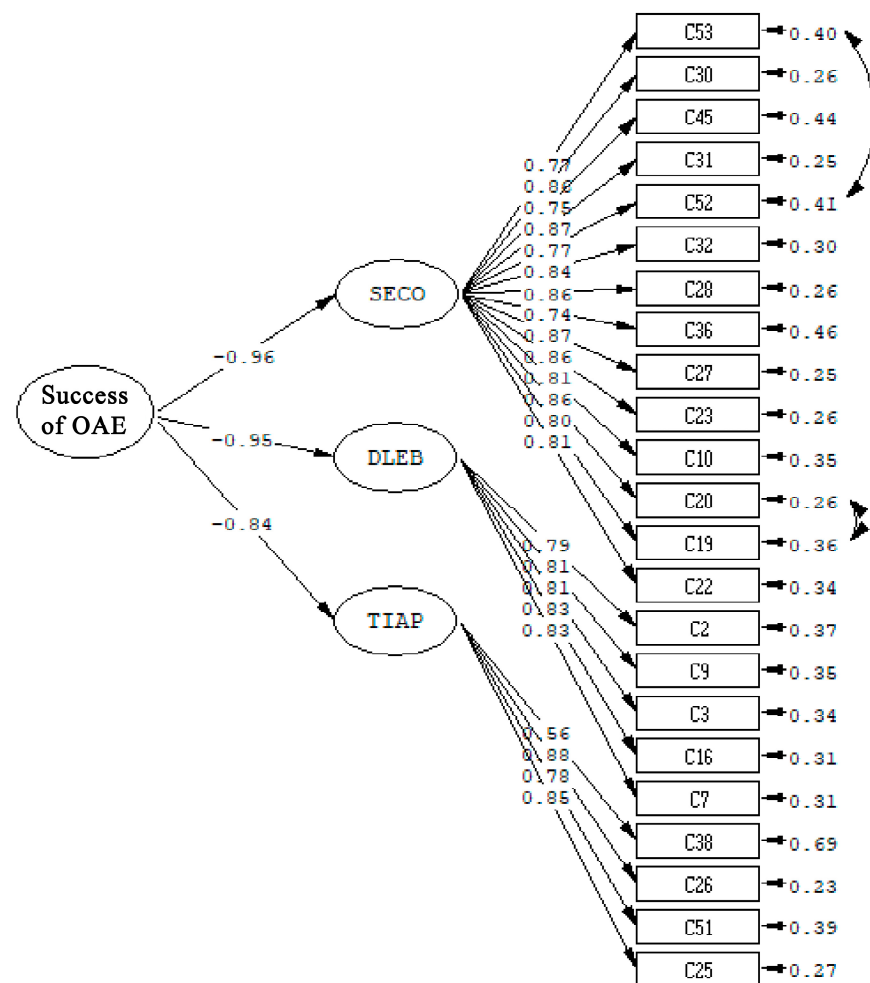 C53 0.40
C30 0.26
C45 0.44
C31 0.25
C52 0.41
C32 0.30
C28 0.26
C36 0.46
C27 0.25
C23 0.26
C10 0.35
C20 0.26
C19 0.36
C22 0.34
C2 0.37
C9 0.35
C3 0.34
C16 0.31
C7 0.31
C38 0.69
C26 0.23
C51 0.39
C25 0.27
0.77
0.86
0.75
0.87
0.77
0.84
0.86
0.74
0.87
0.86
0.81
0.86
0.80
0.81
SECO
-0.96
Success
of OAE
-0.95
DLEB
-0.84
0.79
0.81
0.81
0.83
0.83
TIAP
0.56
0.88
0.78
0.85